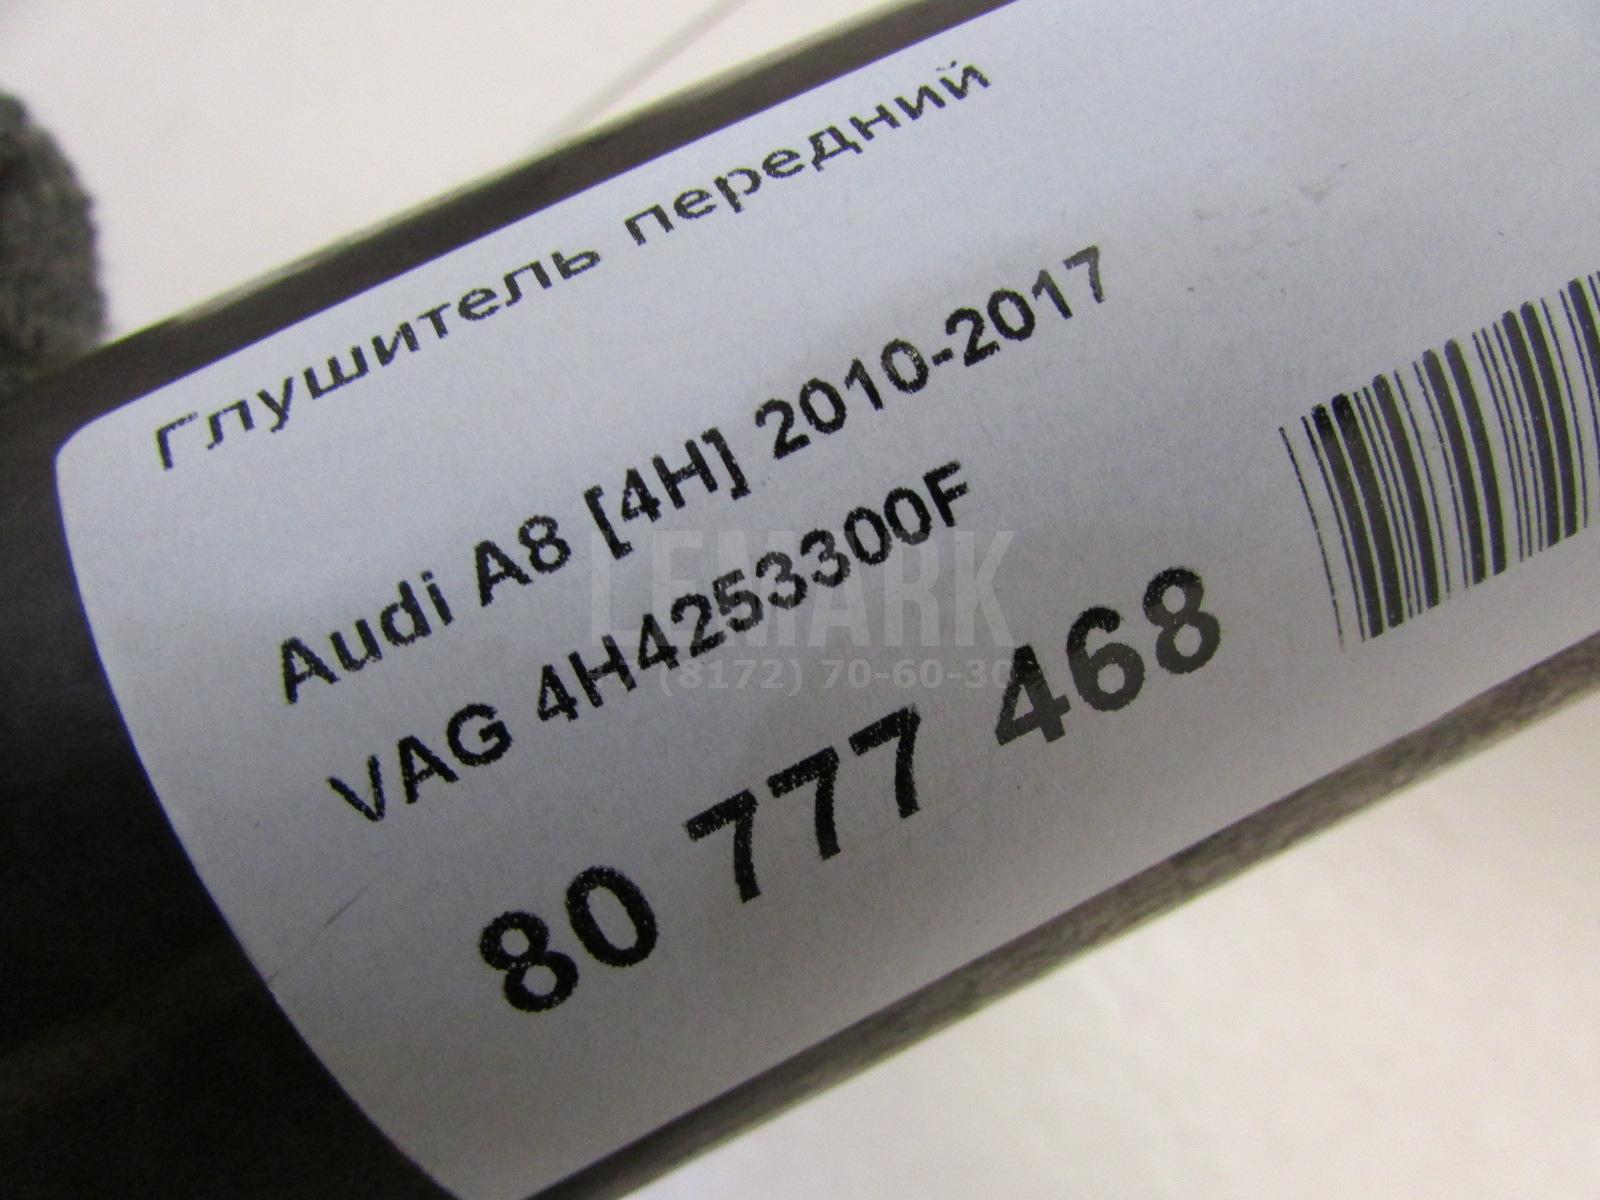 Глушитель передний
Audi A8 [4H] 2010-2017
VAG 4H4253300F
80 777 468
LEMARK
(8172) 70-60-30